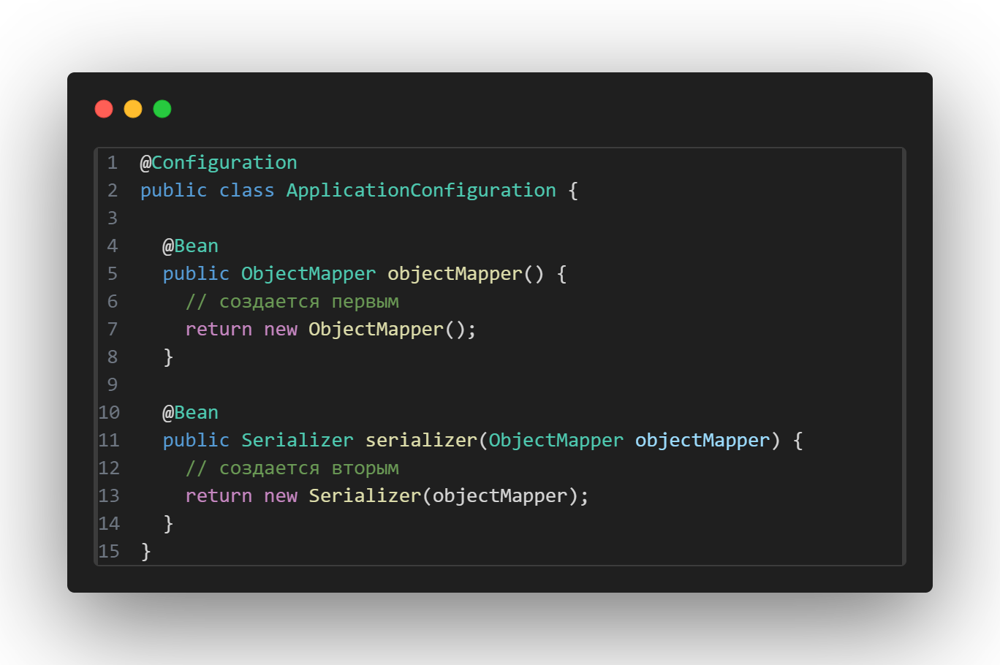 1 @Configuration
2 public class ApplicationConfiguration {
3
4 @Bean
5 public ObjectMapper objectMapper() {
6 // создается первым
7 return new ObjectMapper();
8 }
9
10 @Bean
11 public Serializer serializer(ObjectMapper objectMapper) {
12 // создается вторым
13 return new Serializer(objectMapper);
14 }
15 }